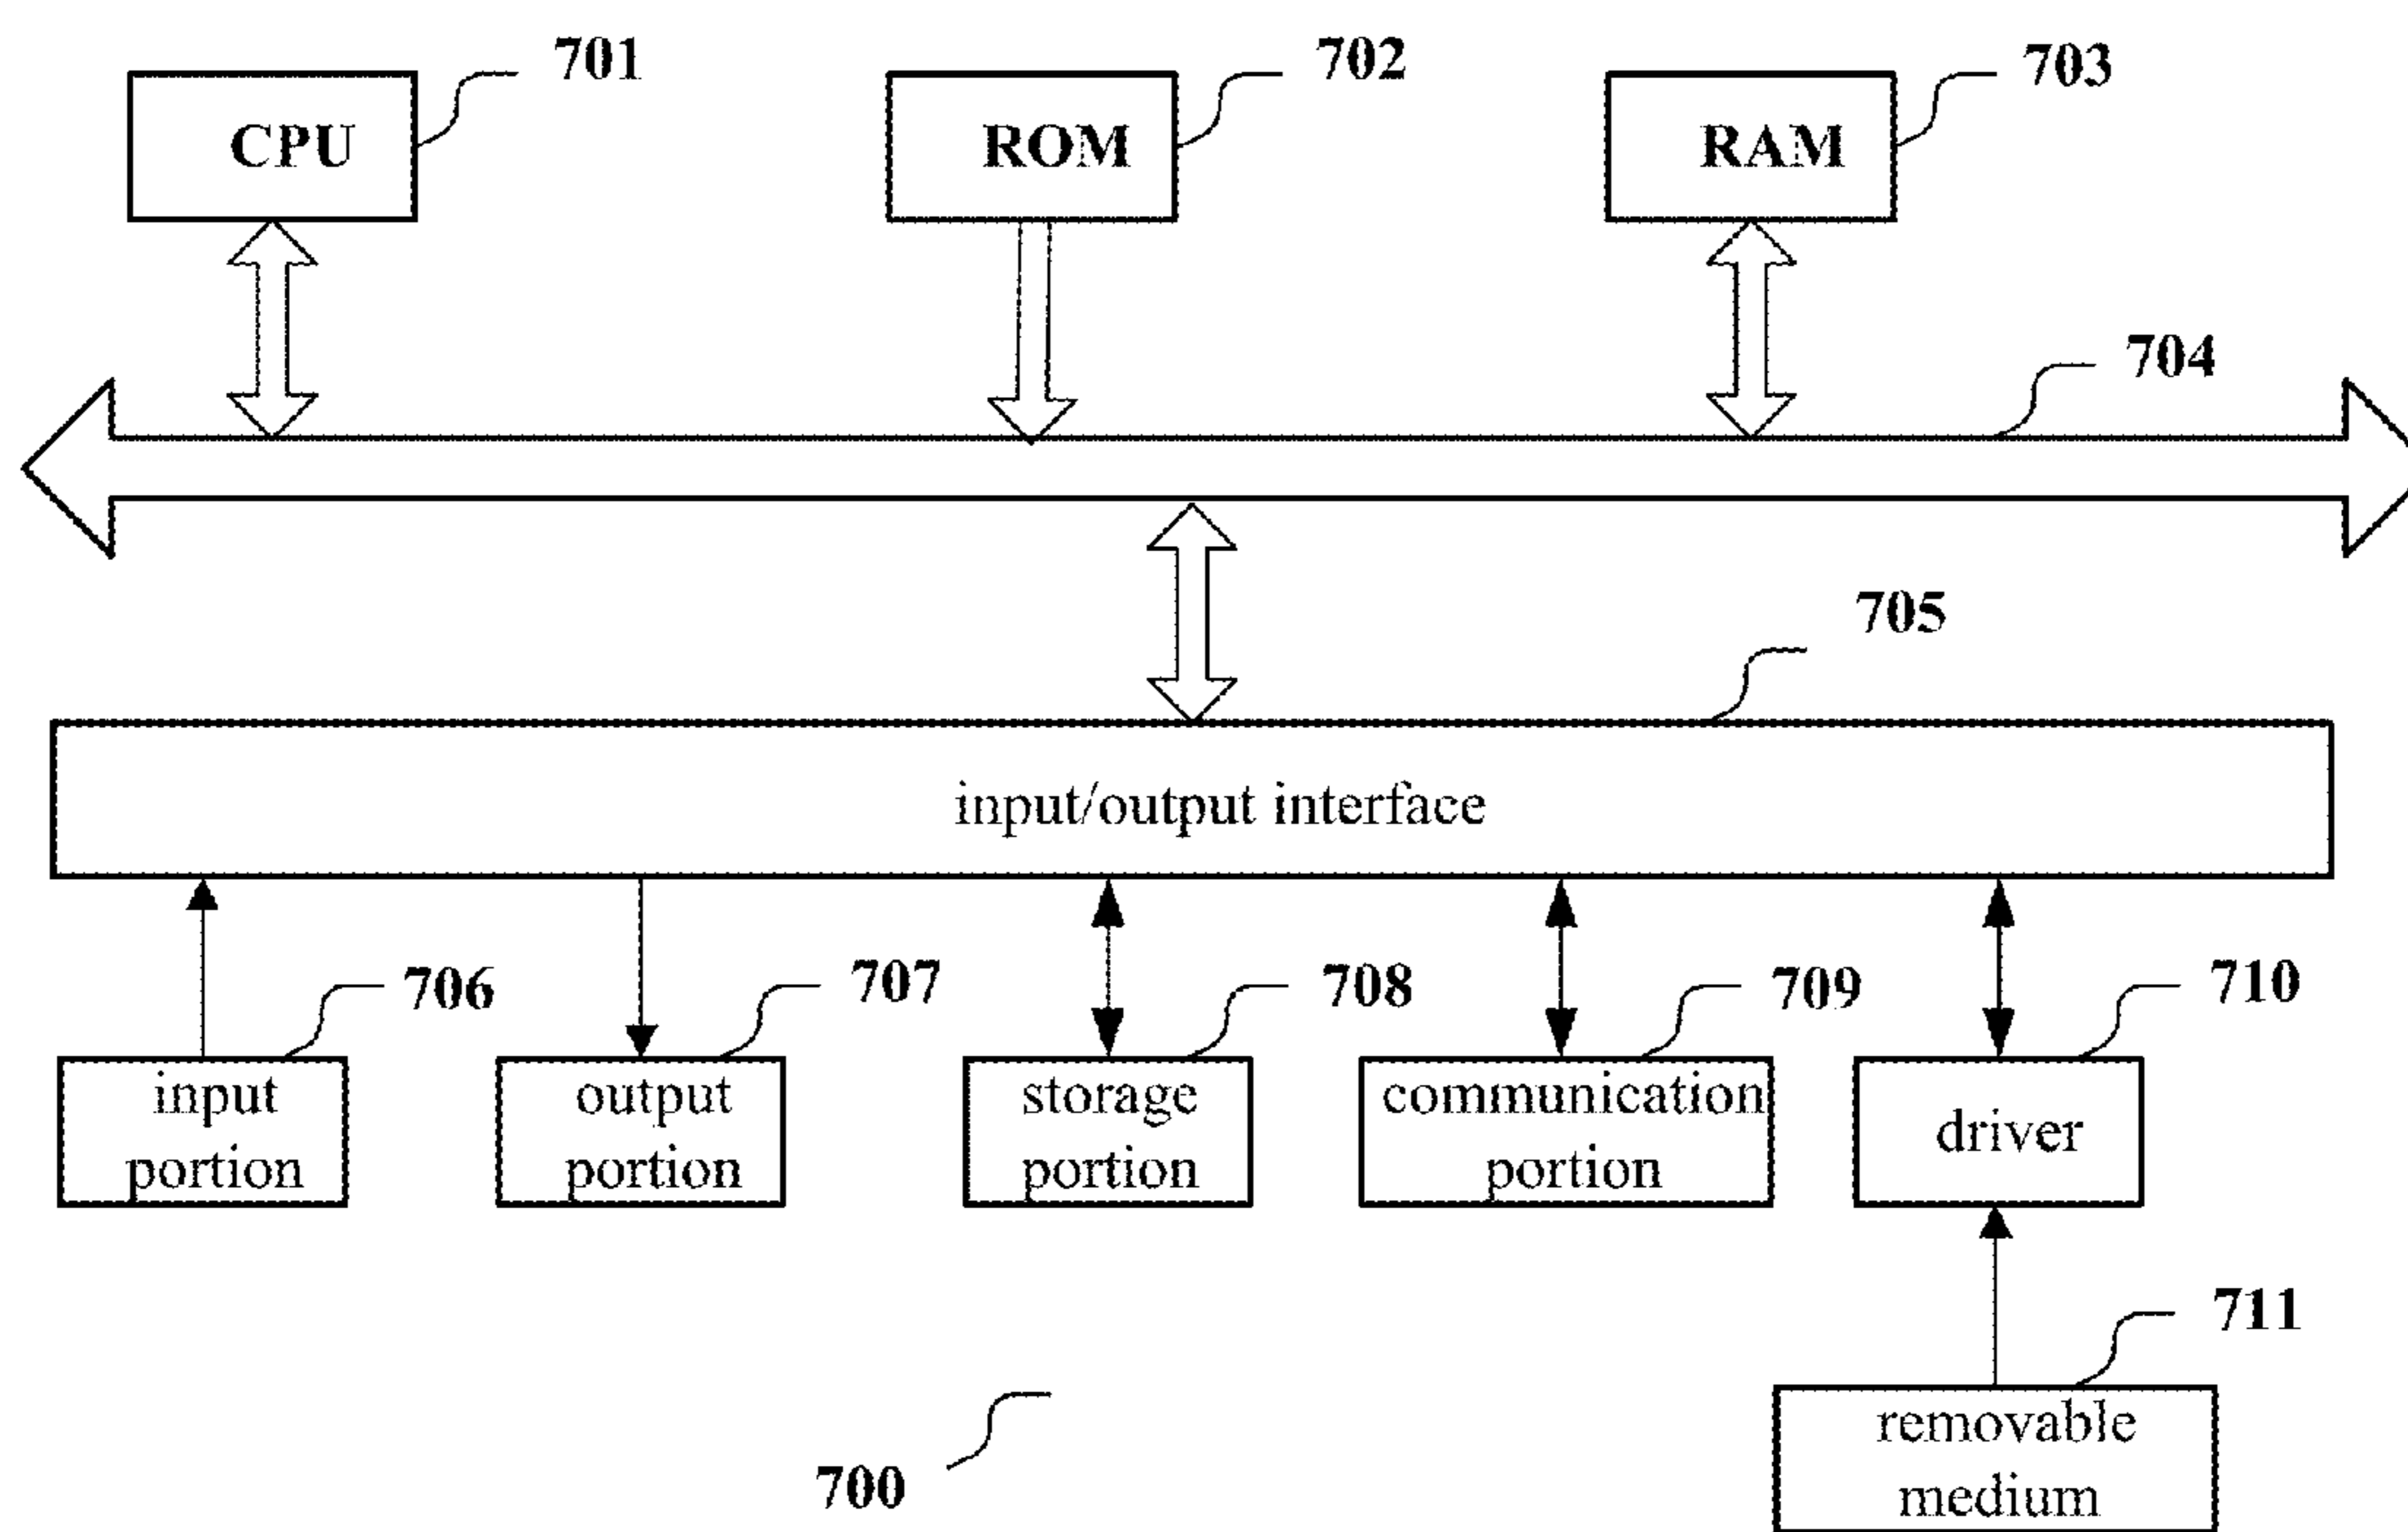 701
702
703
CPU
ROM
RAM
704
705
input/output interface
706
707
708
709
710
input
portion
output
portion
storage
portion
communication
portion
driver
711
removable
medium
700